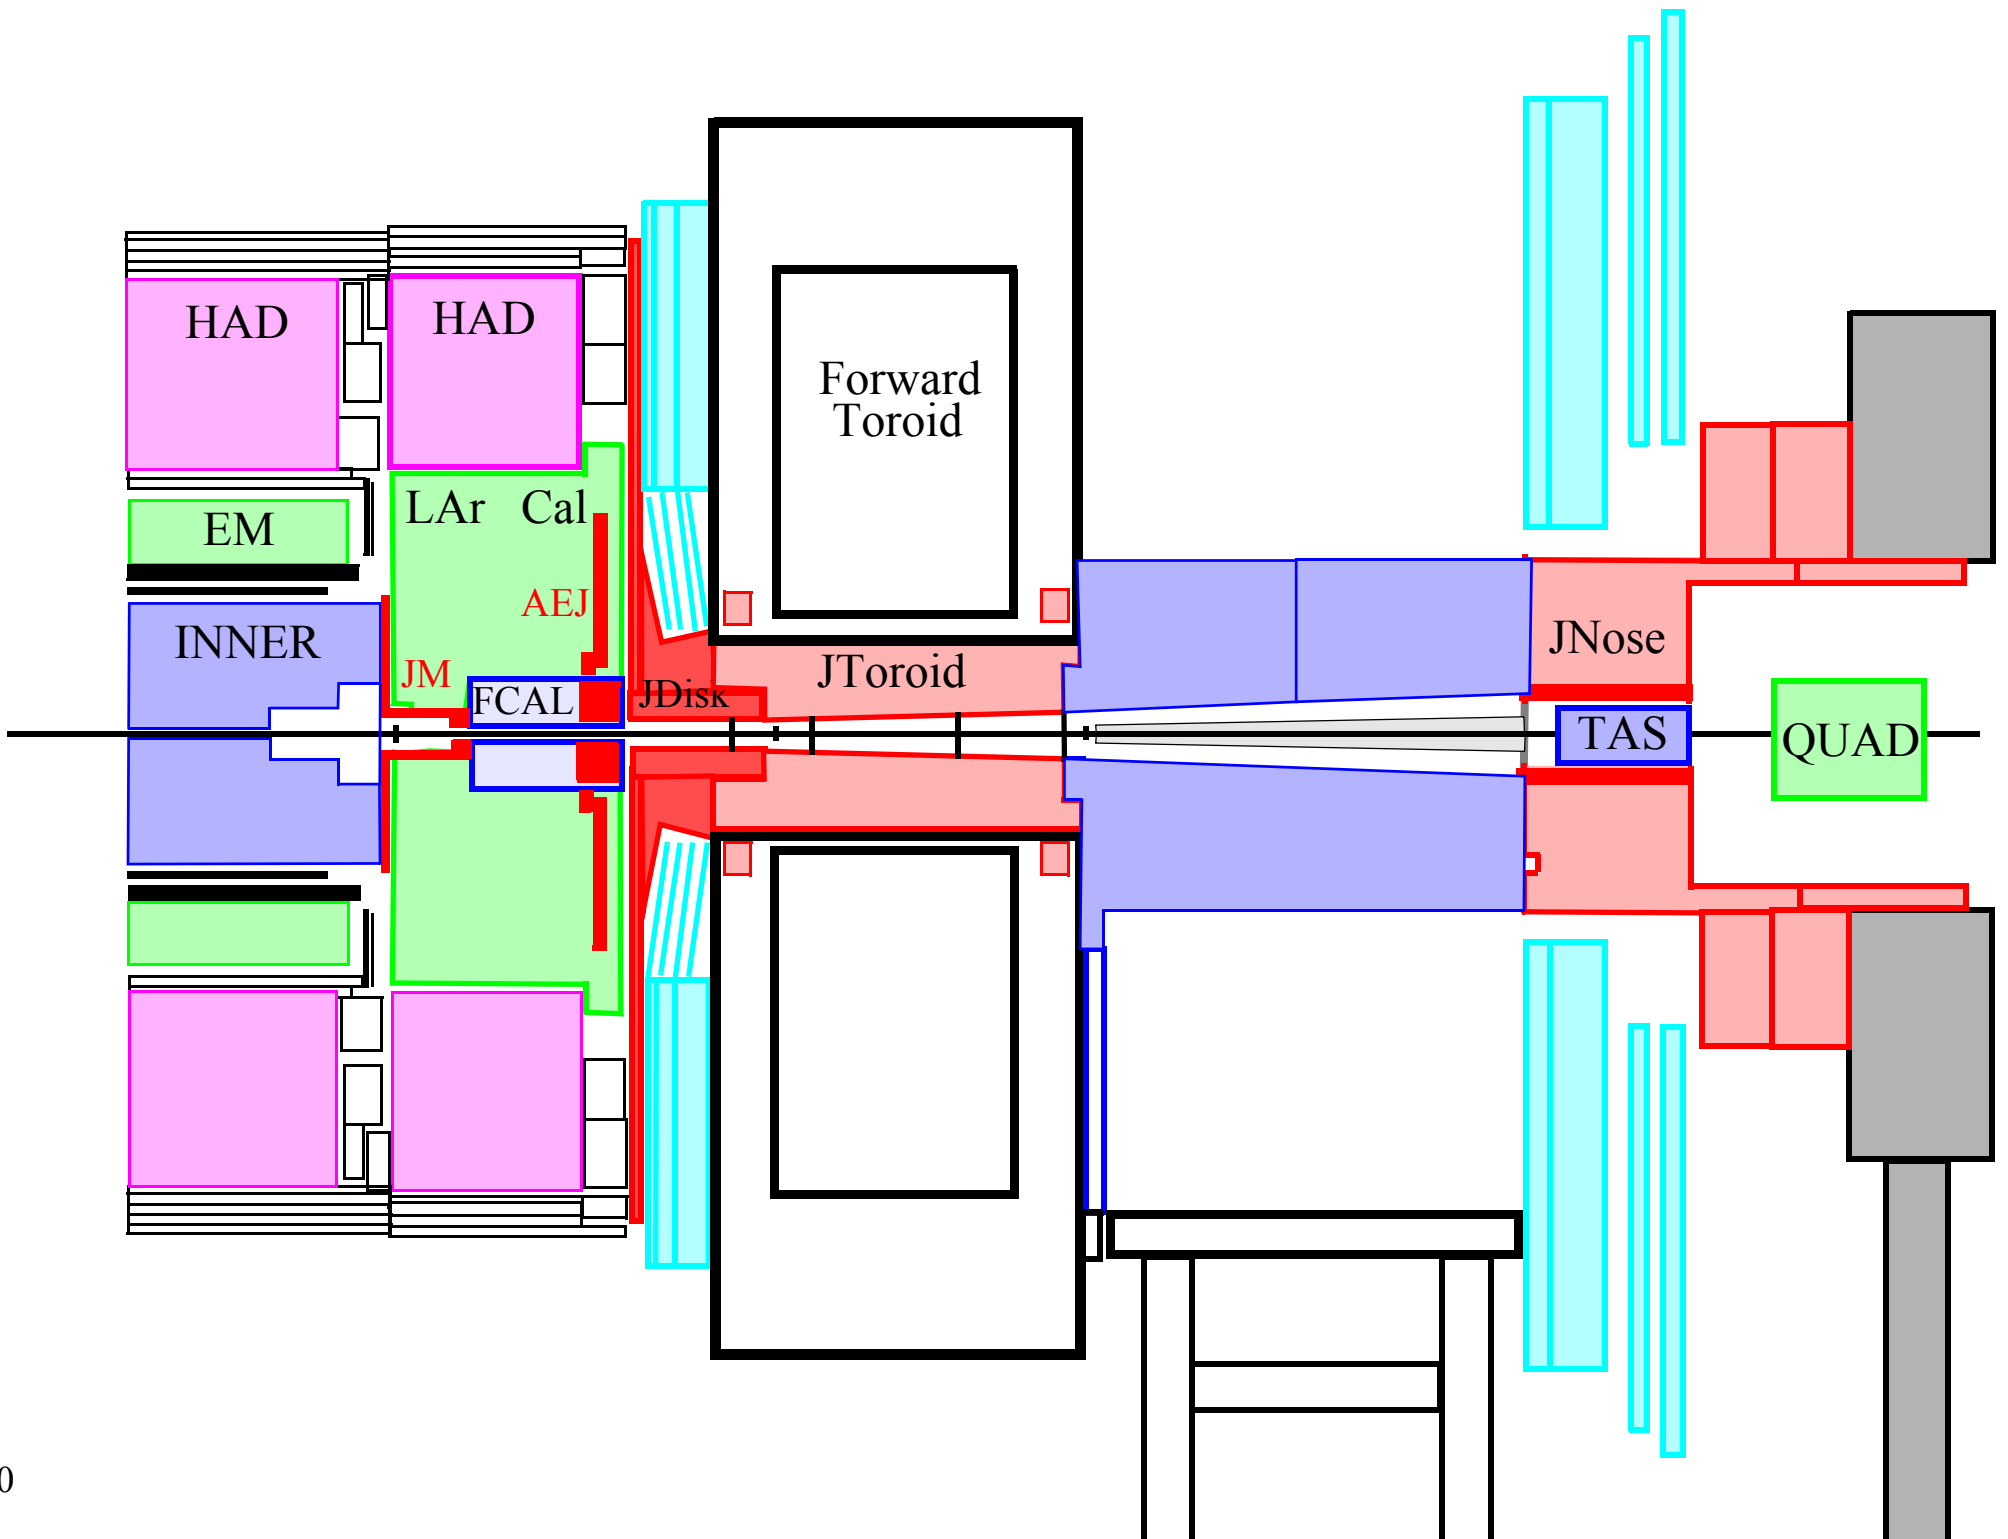 HAD
HAD
Forward
Toroid
LAr Cal
EM
AEJ
INNER
JM
FCAL
JDisk
JToroid
JNose
TAS
QUAD
0